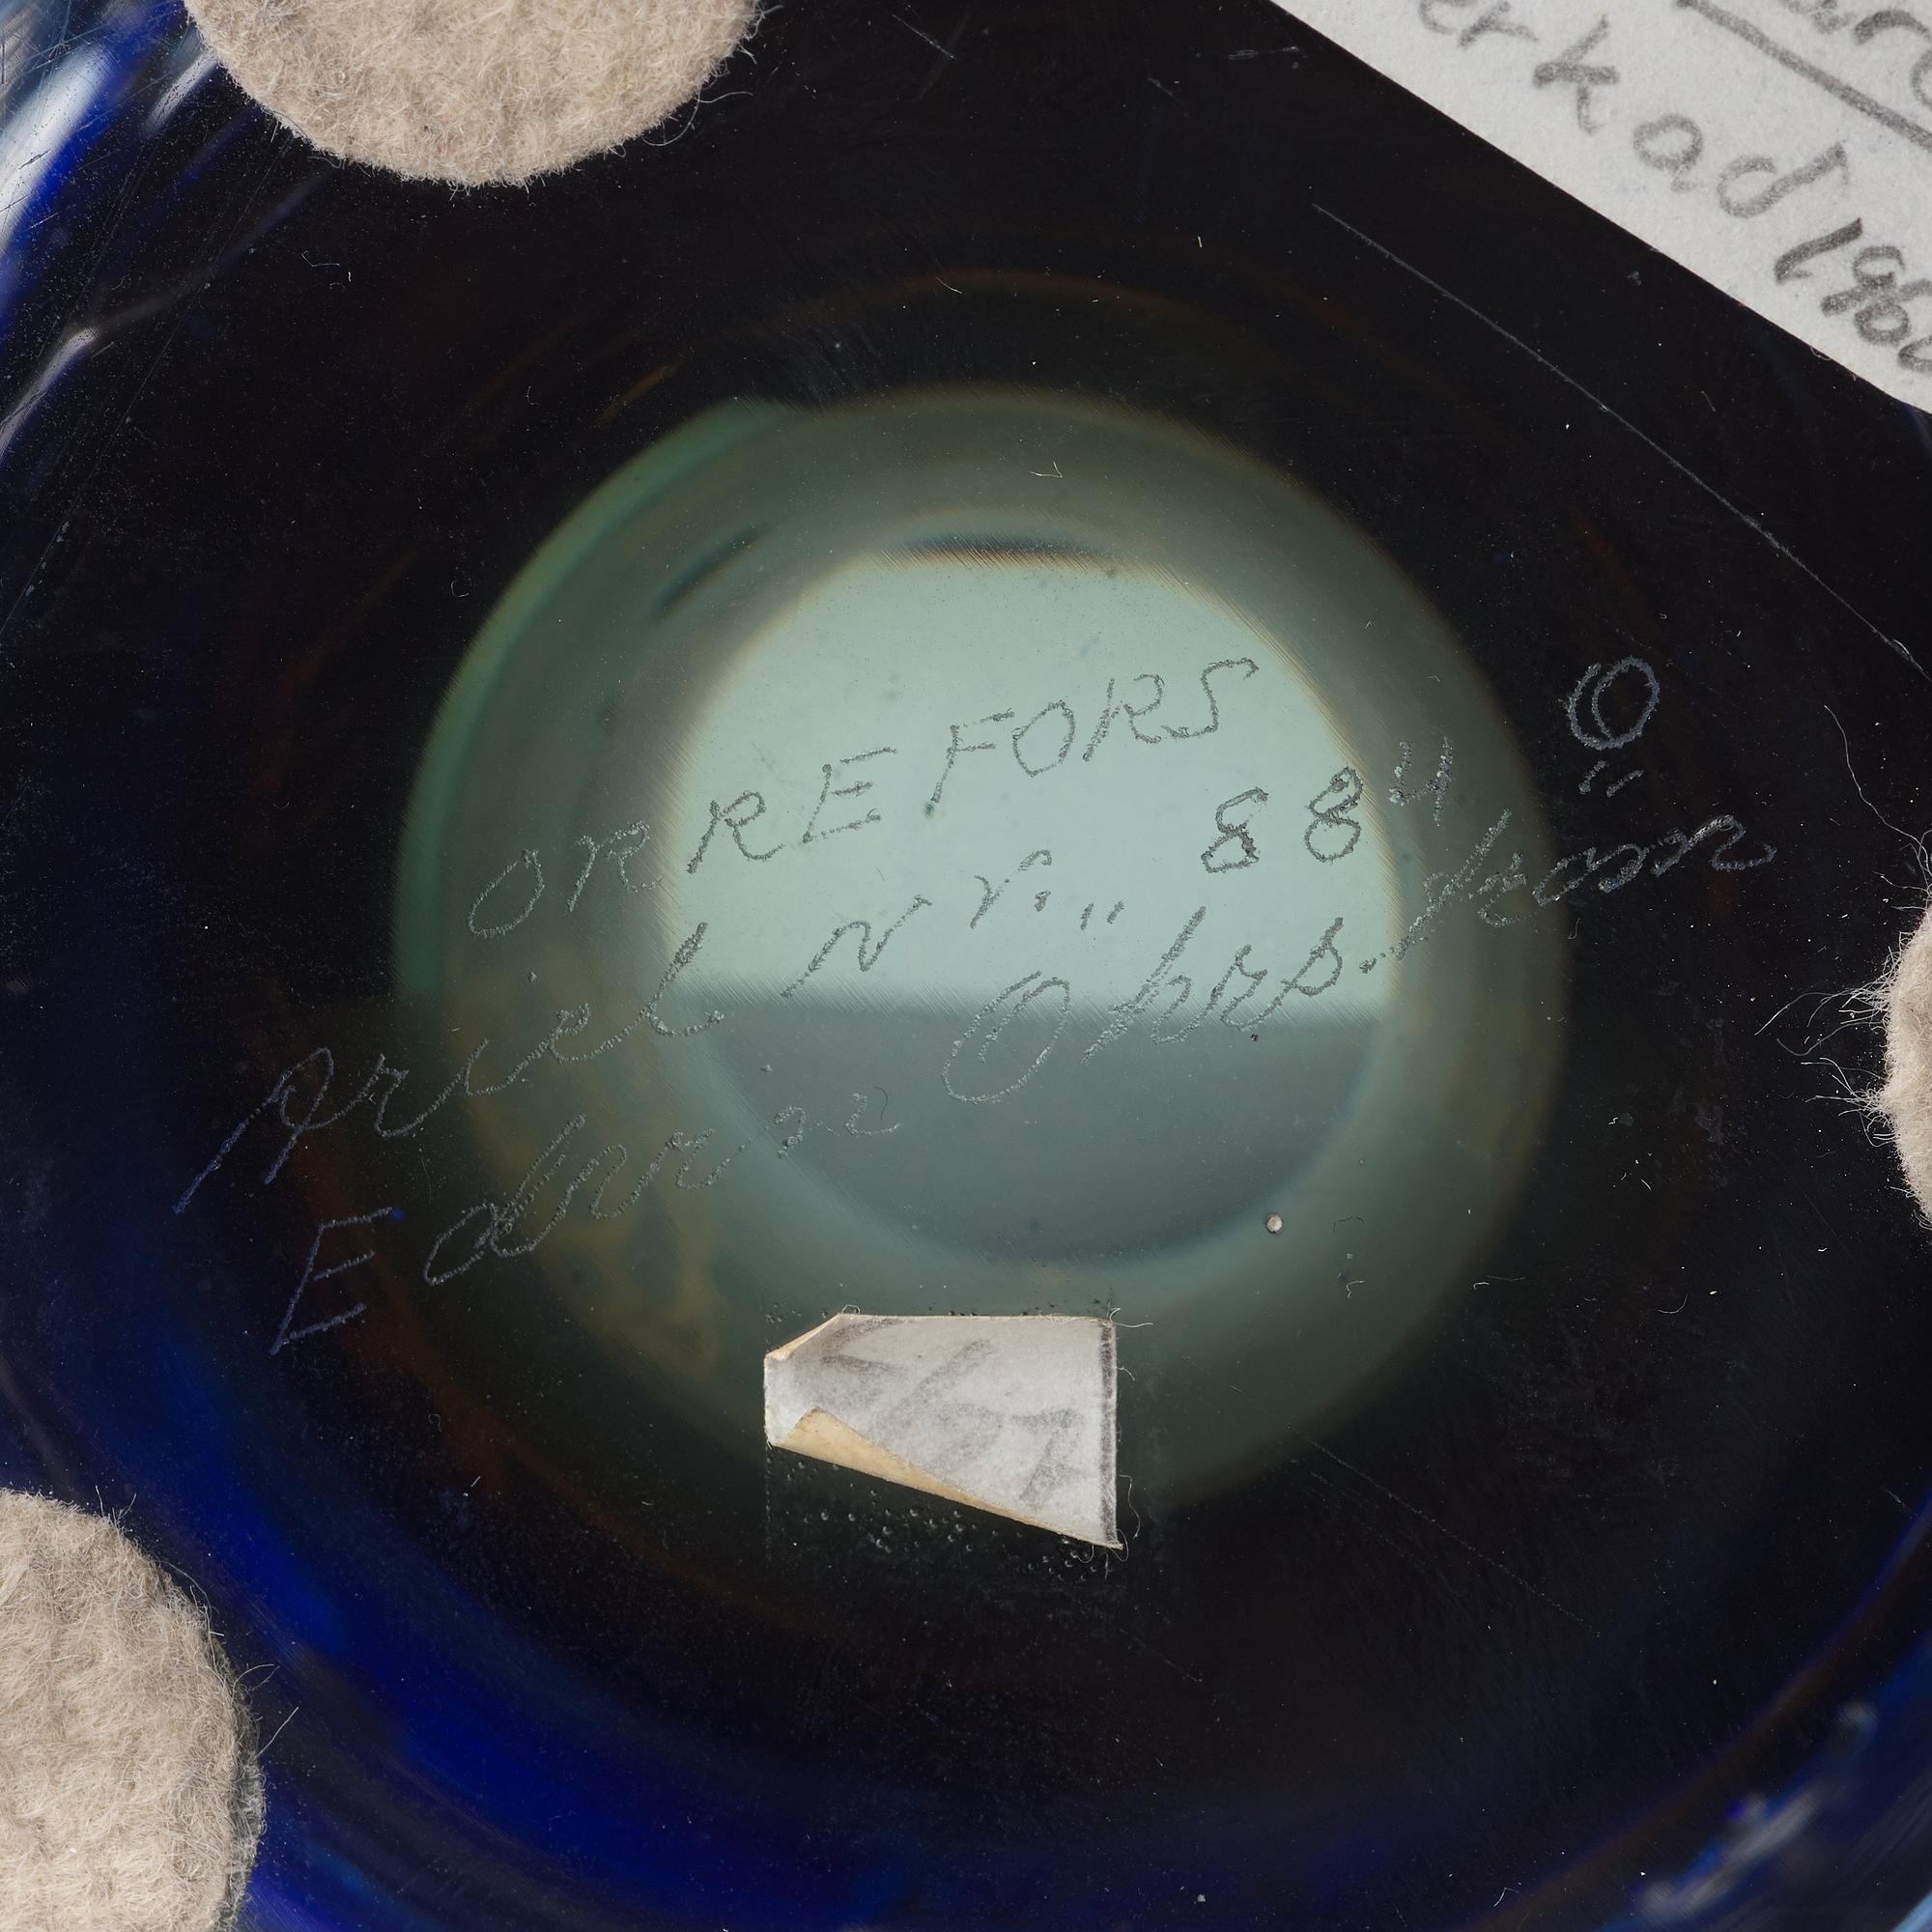 erkad 196
ORREFORS
Ariel Nr: 884 O
Edvin Öhrström